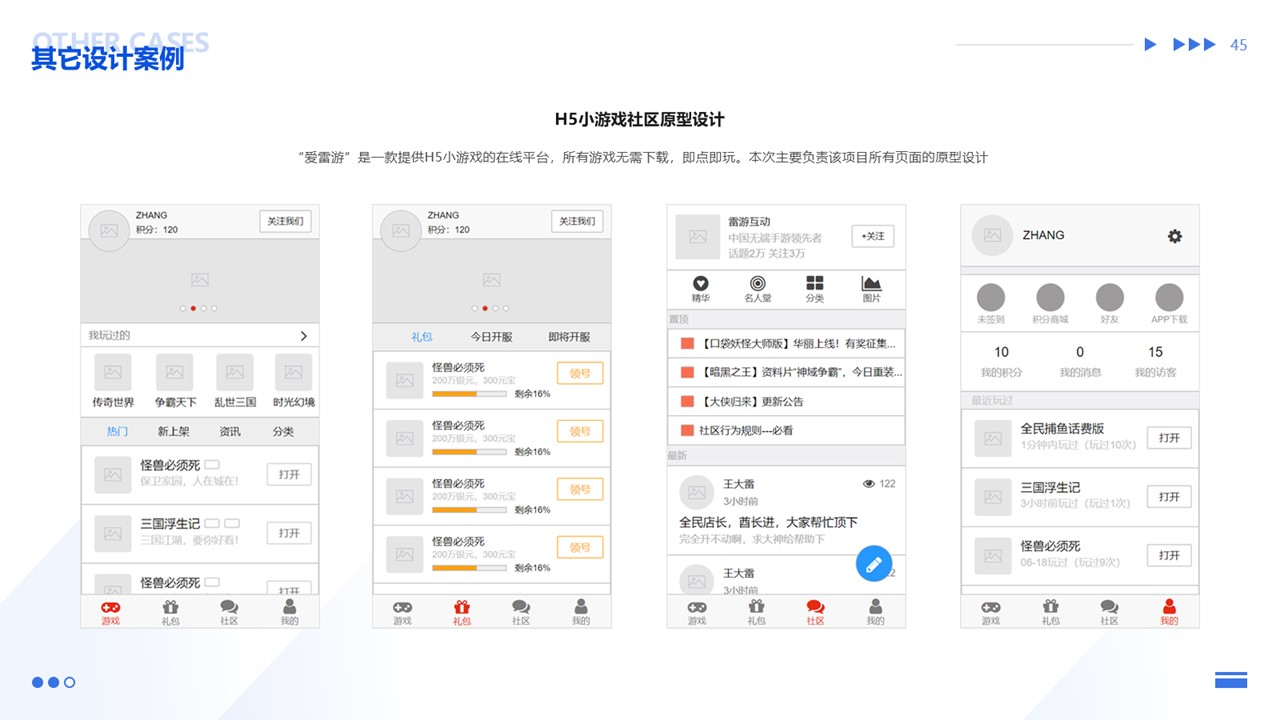 OTHER CASES
其它设计案例
45
H5小游戏社区原型设计
“爱雷游”是一款提供H5小游戏的在线平台，所有游戏无需下载，即点即玩。本次主要负责该项目所有页面的原型设计
ZHANG
积分：120
关注我们
我玩过的
传奇世界 争霸天下 乱世三国 时光幻境
热门 新上架 资讯 分类
怪兽必须死
保卫家园，人在城在！
打开
三国浮生记
三国江湖，要你好看！
打开
怪兽必须死
打开
游戏 礼包 社区 我的
ZHANG
积分：120
关注我们
礼包 今日开服 即将开服
怪兽必须死
200万银元，300元宝
剩余16%
领号
怪兽必须死
200万银元，300元宝
剩余16%
领号
怪兽必须死
200万银元，300元宝
剩余16%
领号
怪兽必须死
200万银元，300元宝
剩余16%
领号
游戏 礼包 社区 我的
雷游互动
中国无端手游领先者
话题2万 关注3万
+关注
精华 名人堂 分类 图片
置顶
【口袋妖怪大师版】华丽上线！有奖征集...
【暗黑之王】资料片“神域争霸”，今日重装...
【大侠归来】更新公告
社区行为规则---必看
最新
王大雷
3小时前
122
全民店长，酋长进，大家帮忙顶下
完全升不动啊，求大神给帮助下
王大雷
3小时前
2
游戏 礼包 社区 我的
ZHANG
未签到 积分商城 好友 APP下载
10 0 15
我的积分 我的消息 我的访客
最近玩过
全民捕鱼话费版
1分钟内玩过（玩过10次）
打开
三国浮生记
3小时前玩过（玩过1次）
打开
怪兽必须死
06-18玩过（玩过9次）
打开
游戏 礼包 社区 我的